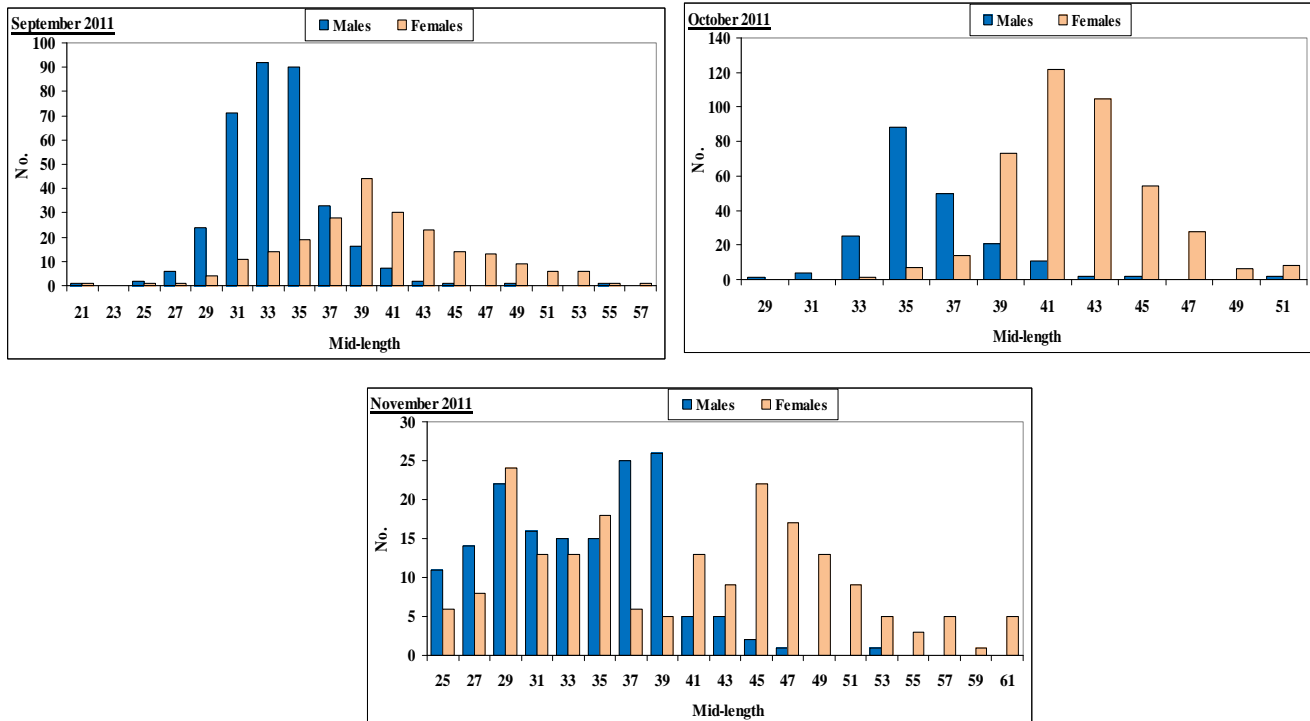 September 2011
Males Females
100
90
80
70
60
50
40
30
20
10
0
No.
21 23 25 27 29 31 33 35 37 39 41 43 45 47 49 51 53 55 57
Mid-length
October 2011
Males Females
140
120
100
80
60
40
20
0
No.
29 31 33 35 37 39 41 43 45 47 49 51
Mid-length
November 2011
Males Females
30
25
20
15
10
5
0
No.
25 27 29 31 33 35 37 39 41 43 45 47 49 51 53 55 57 59 61
Mid-length